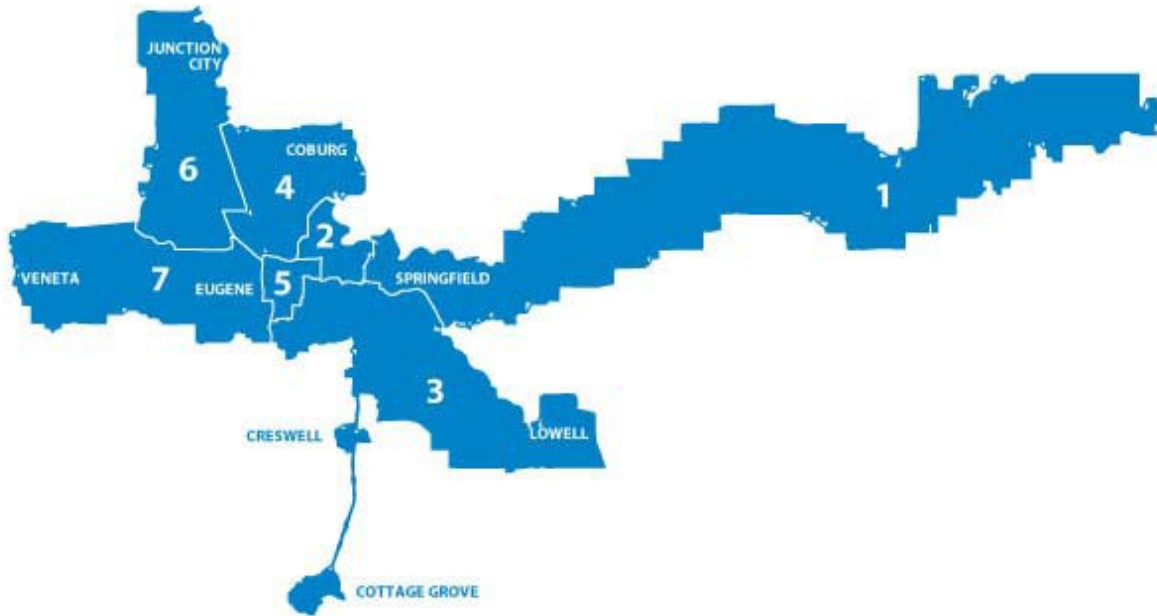 JUNCTION
CITY
6
COBURG
4
1
2
VENETA
7
EUGENE
5
SPRINGFIELD
3
CRESWELL
LOWELL
COTTAGE GROVE